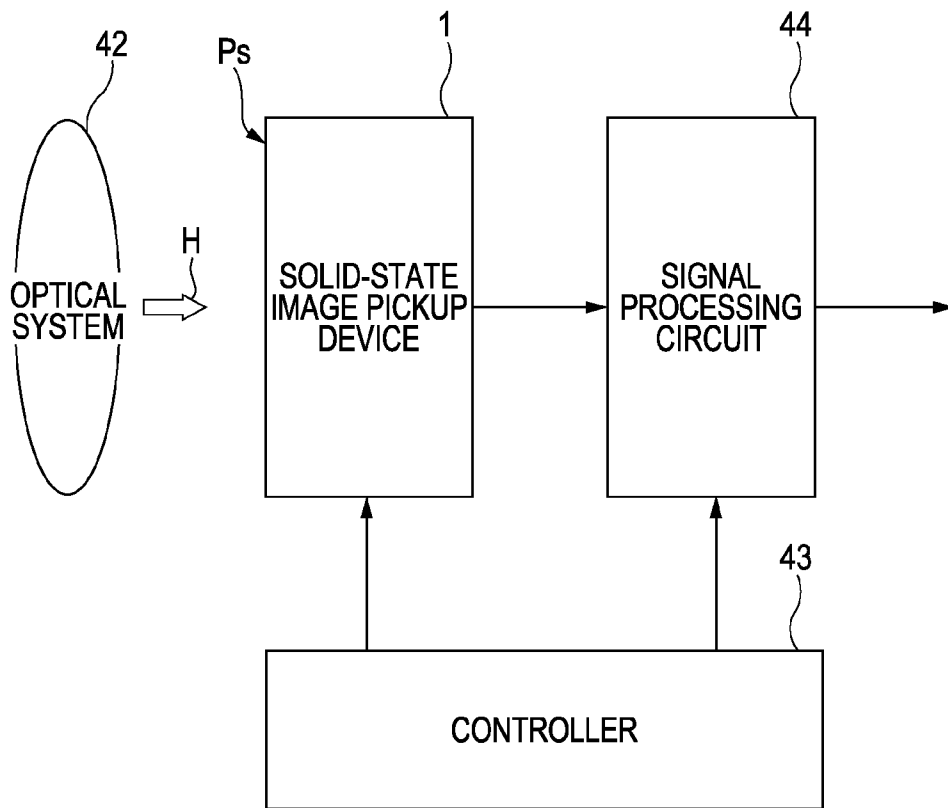 42
Ps
1
44
H
OPTICAL
SYSTEM
SOLID-STATE
IMAGE PICKUP
DEVICE
SIGNAL
PROCESSING
CIRCUIT
43
CONTROLLER